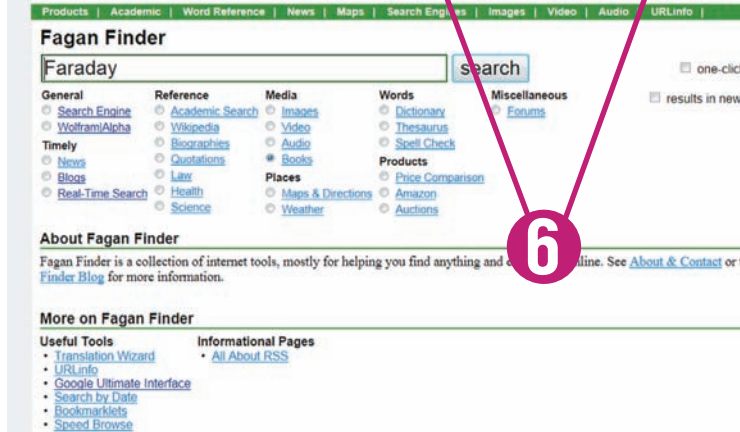 Products | Academic | Word Reference | News | Maps | Search Engines | Images | Video | Audio URLinfo |
Fagan Finder
Faraday search
one-clic
results in new
General Reference Media Words Miscellaneous
Search Engine Academic Search Images Dictionary Forums
Wolfram|Alpha Wikipedia Video Thesaurus
Timely Biographies Audio Spell Check
News Quotations Books Products
Blogs Law Places Price Comparison
Real-Time Search Health Maps & Directions Amazon
Science Weather Auctions
6
About Fagan Finder
Fagan Finder is a collection of internet tools, mostly for helping you find anything and line. See About & Contact or
Finder Blog for more information.
More on Fagan Finder
Useful Tools Informational Pages
• Translation Wizard • All About RSS
• URLinfo
• Google Ultimate Interface
• Search by Date
• Bookmarklets
• Speed Browse